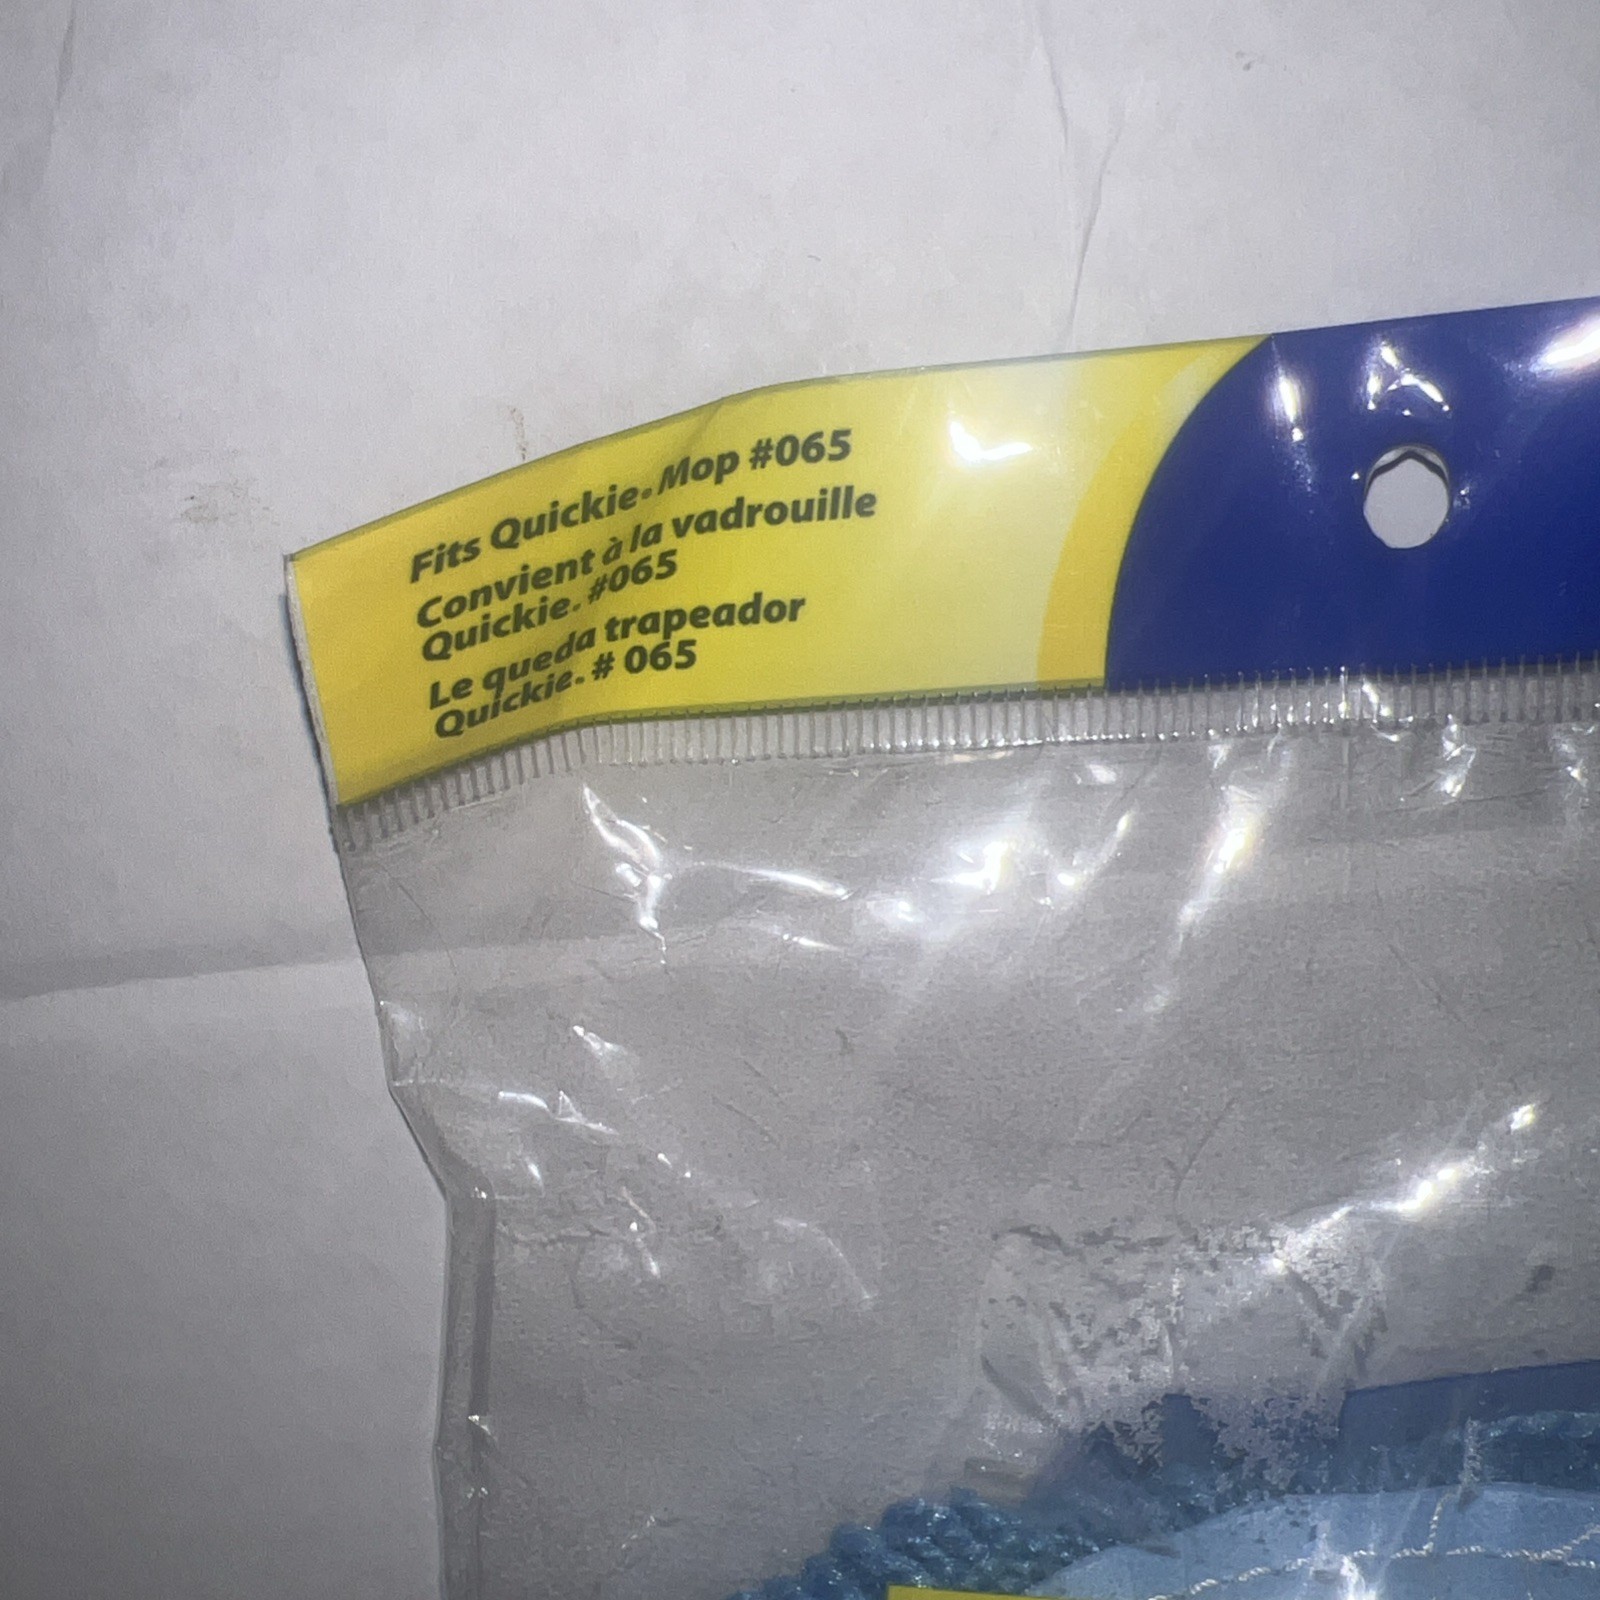 Fits Quickie® Mop #065
Convient à la vadrouille
Quickie® #065
Le queda trapeador
Quickie® # 065